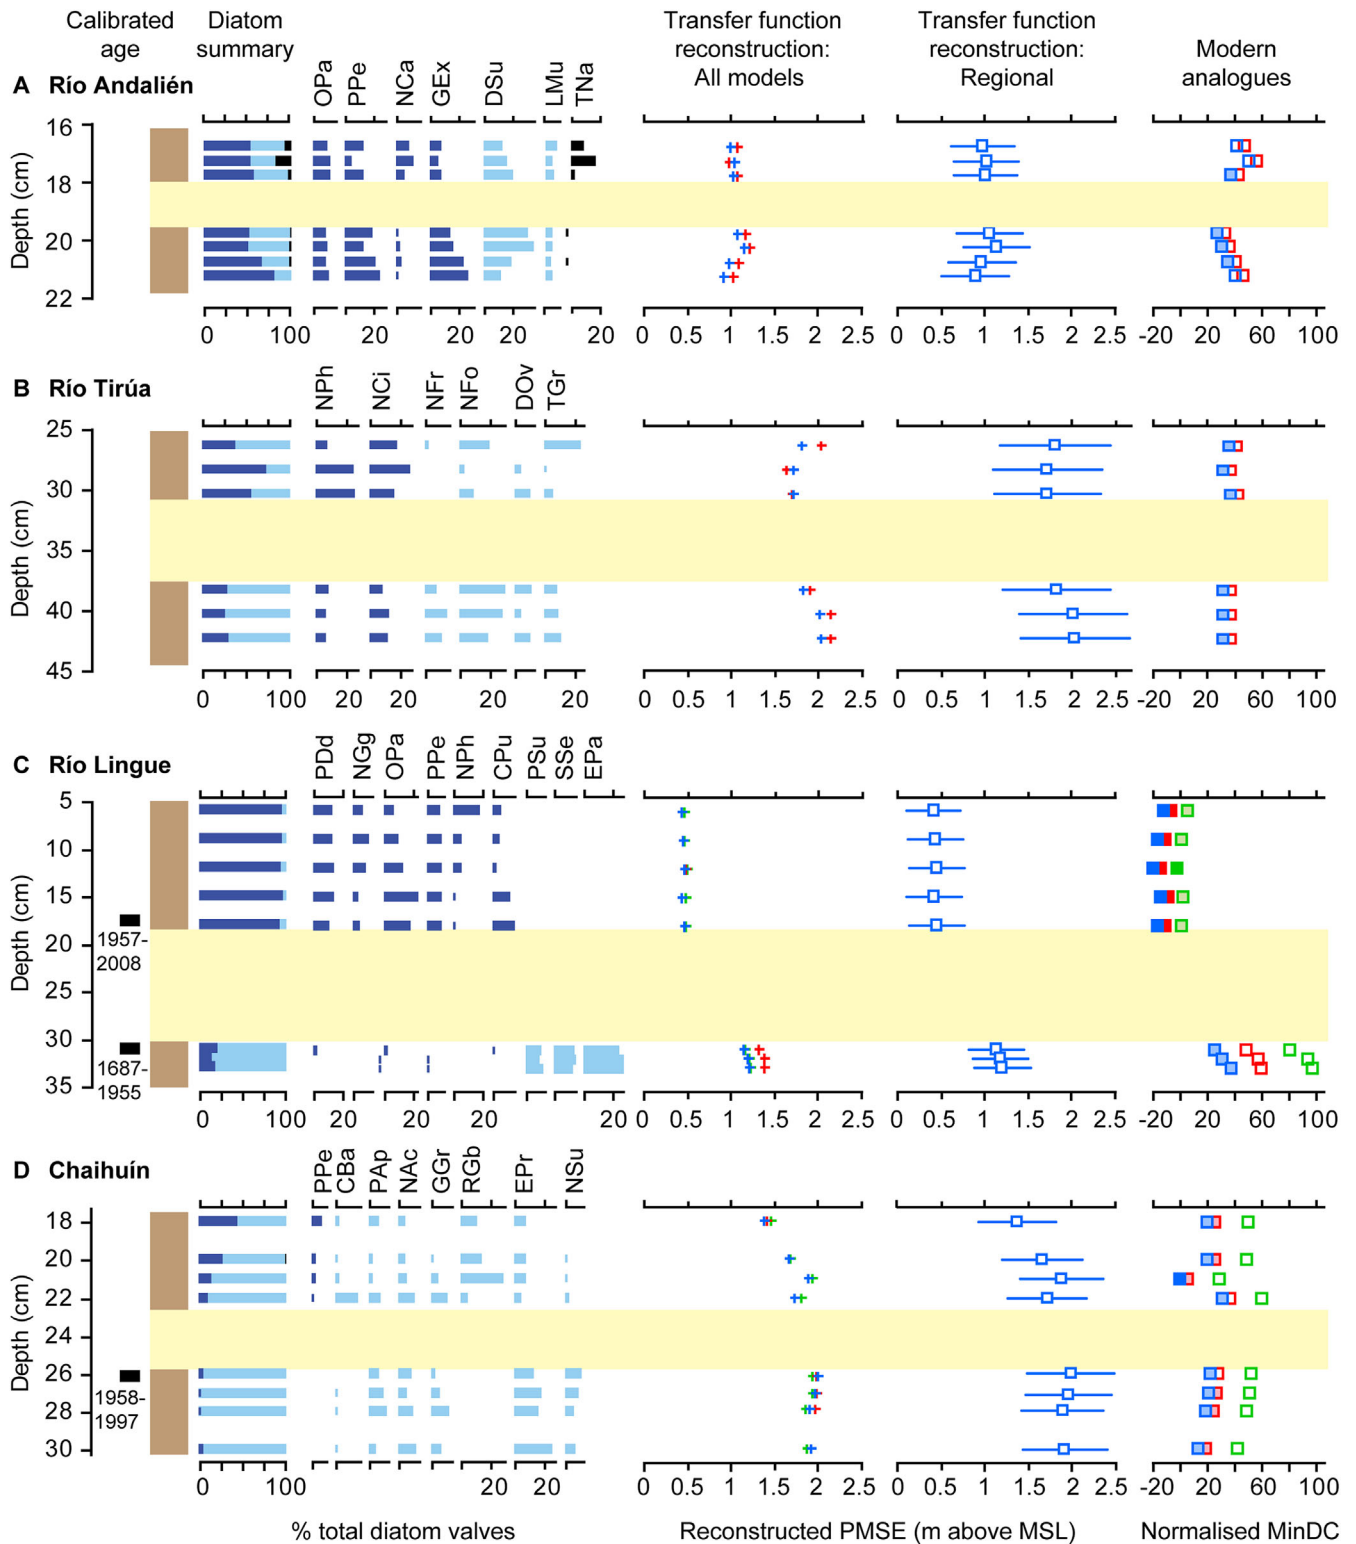 Calibrated age
Diatom summary
Transfer function reconstruction: All models
Transfer function reconstruction: Regional
Modern analogues
A Río Andalién
OPa PPe NCa GEx DSu LMu TNa
Depth (cm)
16
18
20
22
0 100 20 20 20 0 0.5 1 1.5 2 2.5 0 0.5 1 1.5 2 2.5 -20 20 60 100
B Río Tirúa
NPh NCi NFr NFo DOv TGr
Depth (cm)
25
30
35
40
45
0 100 20 20 20 20 0 0.5 1 1.5 2 2.5 0 0.5 1 1.5 2 2.5 -20 20 60 100
C Río Lingue
PDd NGg OPa PPe NPh CPu PSu SSe EPa
Depth (cm)
5
10
15
20
25
30
35
1957-
2008
1687-
1955
0 100 20 20 20 20 0 0.5 1 1.5 2 2.5 0 0.5 1 1.5 2 2.5 -20 20 60 100
D Chaihuín
PPe CBa PAp NAc GGr RGb EPr NSu
Depth (cm)
18
20
22
24
26
28
30
1958-
1997
0 100 20 20 0 0.5 1 1.5 2 2.5 0 0.5 1 1.5 2 2.5 -20 20 60 100
% total diatom valves
Reconstructed PMSE (m above MSL)
Normalised MinDC